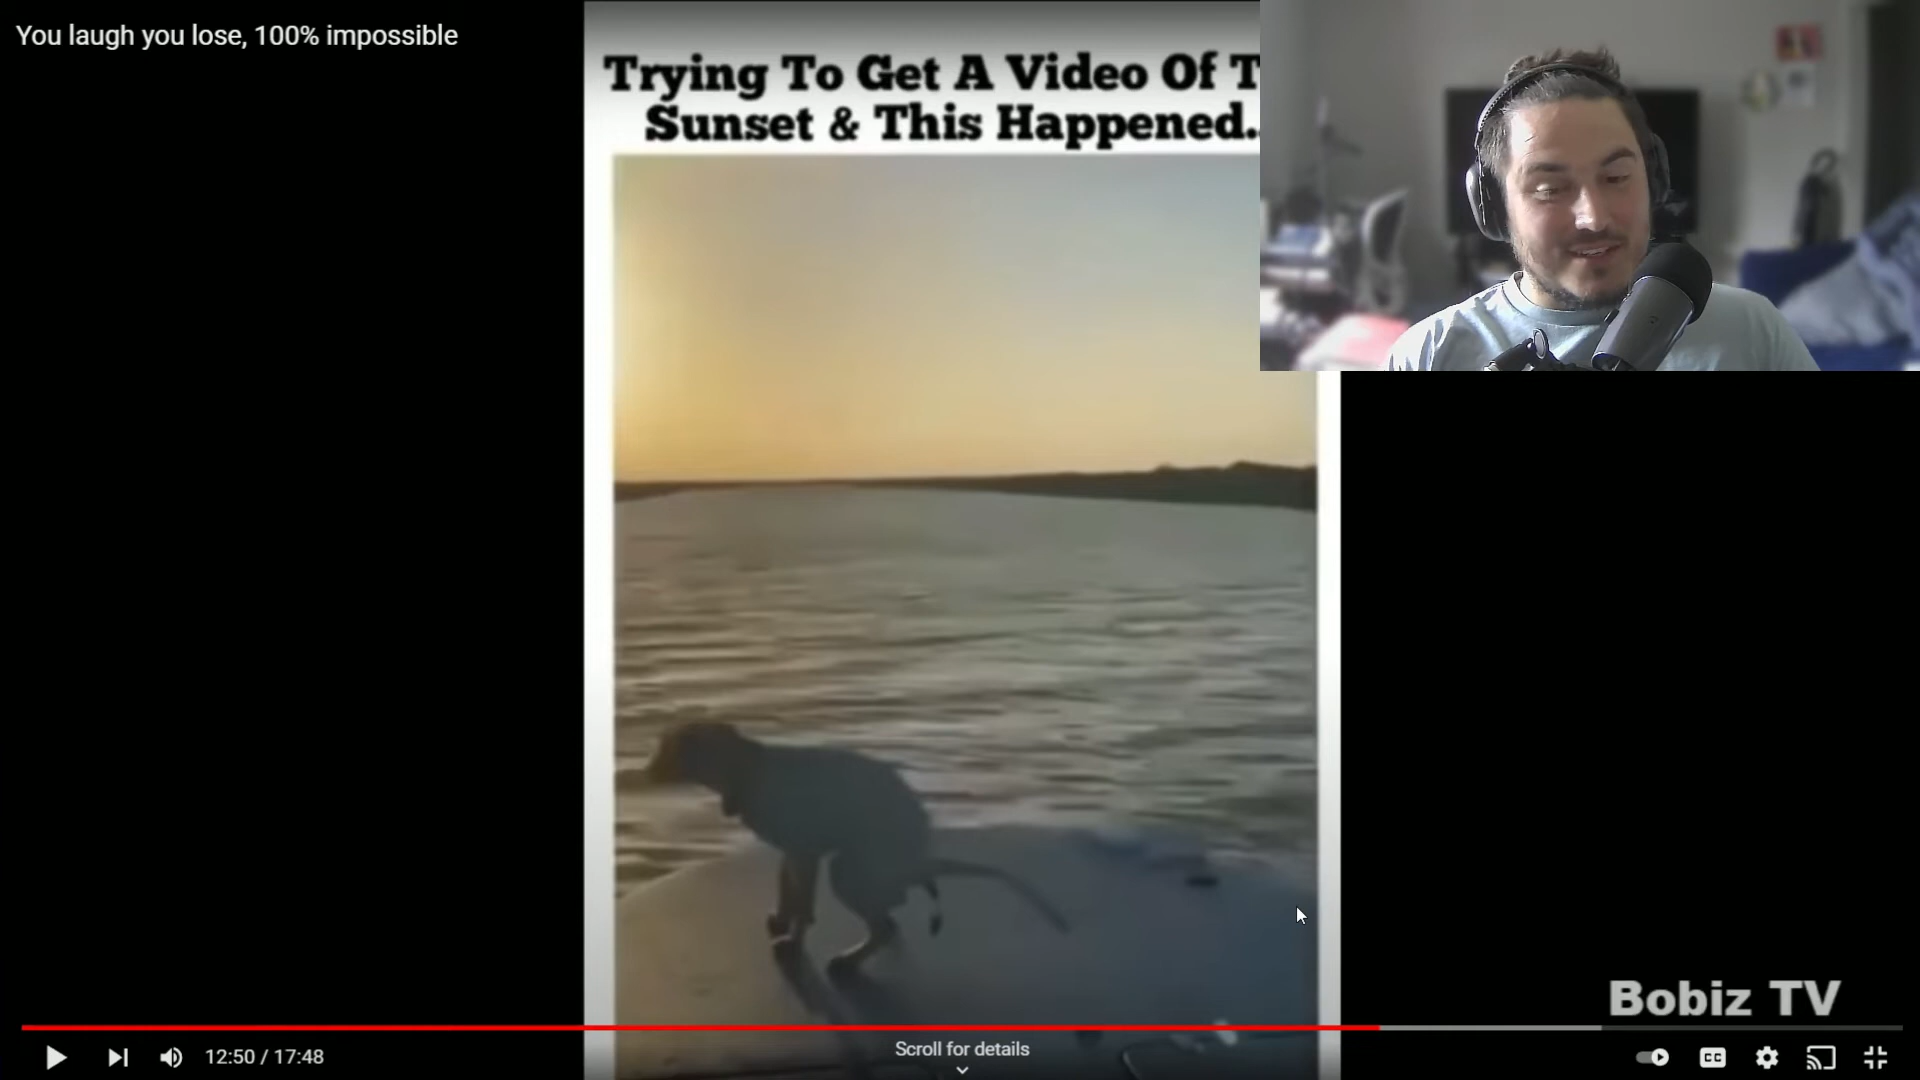 You laugh you lose, 100% impossible
Trying To Get A Video Of T
Sunset & This Happened..
Bobiz TV
12:50 / 17:48
Scroll for details
CC